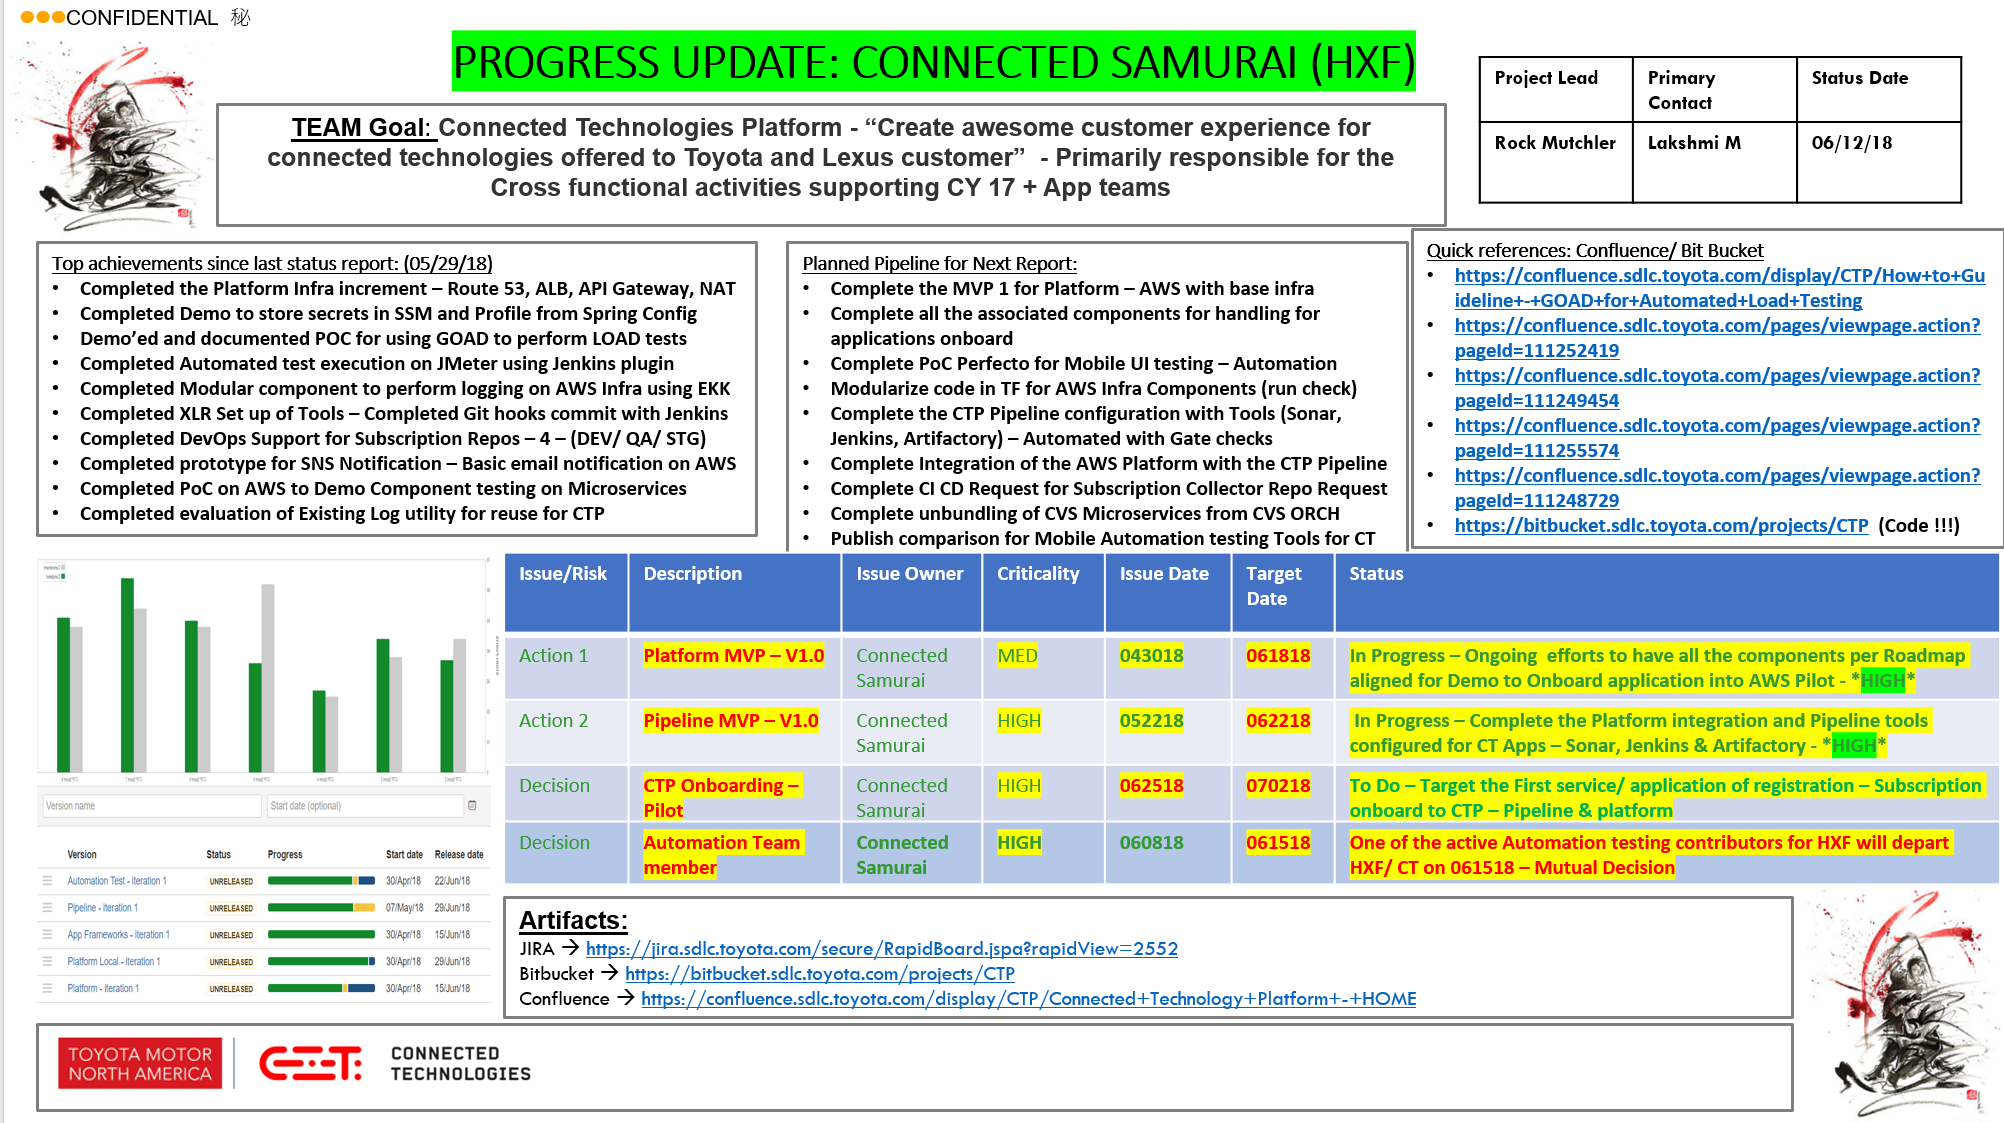 CONFIDENTIAL 秘
PROGRESS UPDATE: CONNECTED SAMURAI (HXF)
Project Lead
Primary
Contact
Status Date
Rock Mutchler
Lakshmi M
06/12/18
TEAM Goal: Connected Technologies Platform - “Create awesome customer experience for
connected technologies offered to Toyota and Lexus customer” - Primarily responsible for the
Cross functional activities supporting CY 17 + App teams
Top achievements since last status report: (05/29/18)
• Completed the Platform Infra increment – Route 53, ALB, API Gateway, NAT
• Completed Demo to store secrets in SSM and Profile from Spring Config
• Demo’ed and documented POC for using GOAD to perform LOAD tests
• Completed Automated test execution on JMeter using Jenkins plugin
• Completed Modular component to perform logging on AWS Infra using EKK
• Completed XLR Set up of Tools – Completed Git hooks commit with Jenkins
• Completed DevOps Support for Subscription Repos – 4 – (DEV/ QA/ STG)
• Completed prototype for SNS Notification – Basic email notification on AWS
• Completed PoC on AWS to Demo Component testing on Microservices
• Completed evaluation of Existing Log utility for reuse for CTP
Planned Pipeline for Next Report:
• Complete the MVP 1 for Platform – AWS with base infra
• Complete all the associated components for handling for
applications onboard
• Complete PoC Perfecto for Mobile UI testing – Automation
• Modularize code in TF for AWS Infra Components (run check)
• Complete the CTP Pipeline configuration with Tools (Sonar,
Jenkins, Artifactory) – Automated with Gate checks
• Complete Integration of the AWS Platform with the CTP Pipeline
• Complete CI CD Request for Subscription Collector Repo Request
• Complete unbundling of CVS Microservices from CVS ORCH
• Publish comparison for Mobile Automation testing Tools for CT
Quick references: Confluence/ Bit Bucket
• https://confluence.sdlc.toyota.com/display/CTP/How+to+Gu
ideline+-+GOAD+for+Automated+Load+Testing
• https://confluence.sdlc.toyota.com/pages/viewpage.action?
pageId=111252419
• https://confluence.sdlc.toyota.com/pages/viewpage.action?
pageId=111249454
• https://confluence.sdlc.toyota.com/pages/viewpage.action?
pageId=111255574
• https://confluence.sdlc.toyota.com/pages/viewpage.action?
pageId=111248729
• https://bitbucket.sdlc.toyota.com/projects/CTP (Code !!!)
Version name
Start date (optional)
Version Status Progress Start date Release date
Automation Test - iteration 1 UNRELEASED 30/Apr/18 22/Jun/18
Pipeline - iteration 1 UNRELEASED 07/May/18 29/Jun/18
App Frameworks - iteration 1 UNRELEASED 30/Apr/18 15/Jun/18
Platform Local - iteration 1 UNRELEASED 30/Apr/18 29/Jun/18
Platform - iteration 1 UNRELEASED 30/Apr/18 15/Jun/18
Issue/Risk Description Issue Owner Criticality Issue Date Target Status
Date
Action 1 Platform MVP – V1.0 Connected MED 043018 061818 In Progress – Ongoing efforts to have all the components per Roadmap
Samurai aligned for Demo to Onboard application into AWS Pilot - *HIGH*
Action 2 Pipeline MVP – V1.0 Connected HIGH 052218 062218 In Progress – Complete the Platform integration and Pipeline tools
Samurai configured for CT Apps – Sonar, Jenkins & Artifactory - *HIGH*
Decision CTP Onboarding – Connected HIGH 062518 070218 To Do – Target the First service/ application of registration – Subscription
Pilot Samurai onboard to CTP – Pipeline & platform
Decision Automation Team Connected HIGH 060818 061518 One of the active Automation testing contributors for HXF will depart
member Samurai HXF/ CT on 061518 – Mutual Decision
Artifacts:
JIRA → https://jira.sdlc.toyota.com/secure/RapidBoard.jspa?rapidView=2552
Bitbucket → https://bitbucket.sdlc.toyota.com/projects/CTP
Confluence → https://confluence.sdlc.toyota.com/display/CTP/Connected+Technology+Platform+-+HOME
TOYOTA MOTOR
NORTH AMERICA
CONNECTED
TECHNOLOGIES